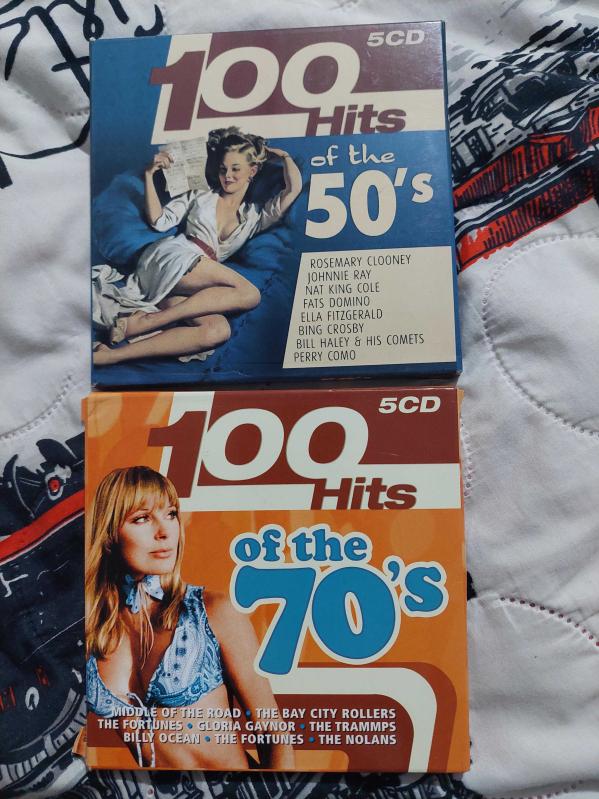 5CD
100
Hits
of the
50's
ROSEMARY CLOONEY
JOHNNIE RAY
NAT KING COLE
FATS DOMINO
ELLA FITZGERALD
BING CROSBY
BILL HALEY & HIS COMETS
PERRY COMO
5CD
100
Hits
of the
70's
MIDDLE OF THE ROAD • THE BAY CITY ROLLERS
THE FORTUNES • GLORIA GAYNOR • THE TRAMMPS
BILLY OCEAN • THE FORTUNES • THE NOLANS